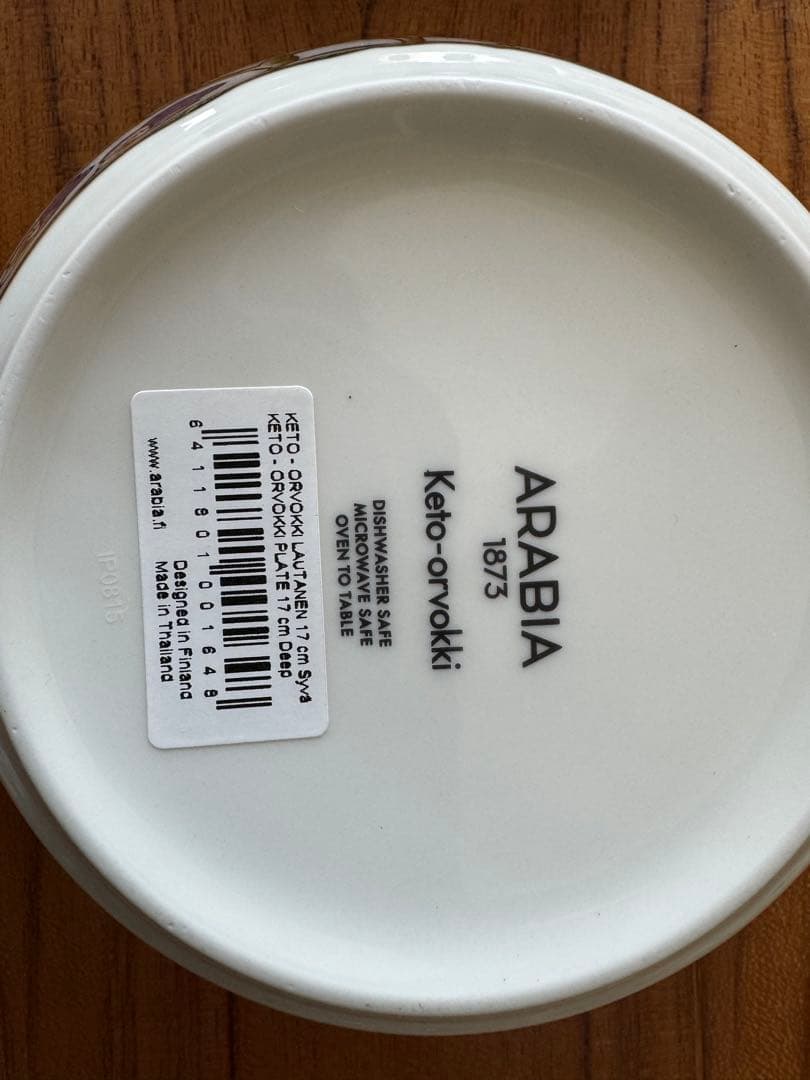 ARABIA
1873
Keto-orvokki
DISHWASHER SAFE
MICROWAVE SAFE
OVEN TO TABLE
KETO - ORVOKKI LAUTANEN 17 cm Syvä
KETO - ORVOKKI PLATE 17 cm Deep
6 411801 001648
Designed in Finland
www.arabia.fi Made in Thailand